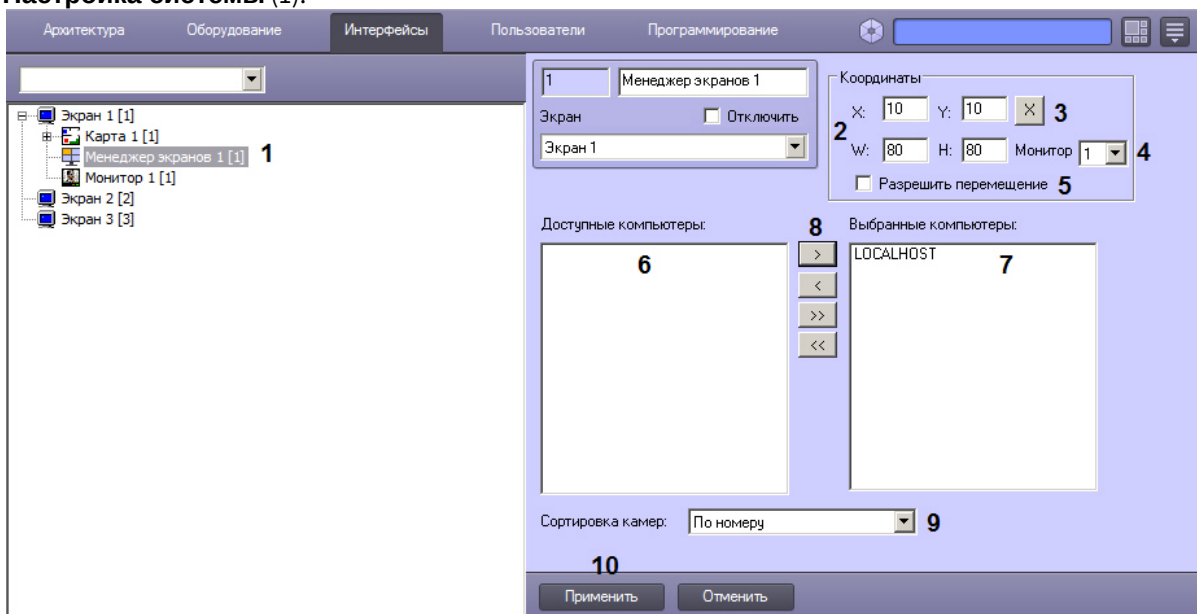 Настройка системы (1).
Архитектура Оборудование Интерфейсы Пользователи Программирование
1 Менеджер экранов 1
Экран Отключить
Экран 1
Координаты
X: 10 Y: 10 X 3
2
W: 80 H: 80 Монитор 1 4
Разрешить перемещение 5
Экран 1 [1]
Карта 1 [1]
Менеджер экранов 1 [1] 1
Монитор 1 [1]
Экран 2 [2]
Экран 3 [3]
Доступные компьютеры: 8 Выбранные компьютеры:
6
>
<
>>
<<
LOCALHOST 7
Сортировка камер: По номеру 9
10
Применить Отменить